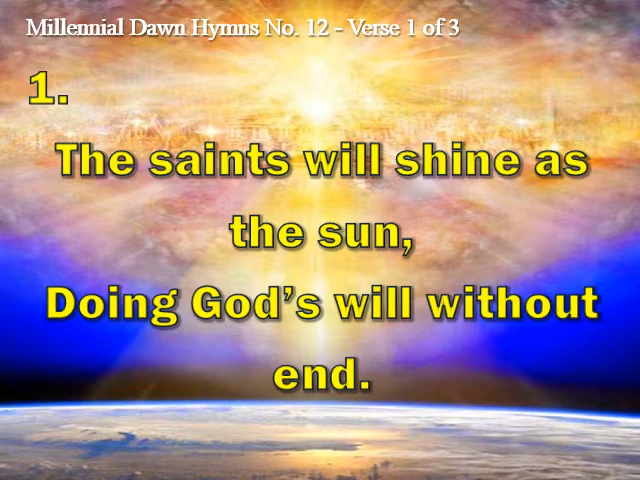 Millennial Dawn Hymns No. 12 - Verse 1 of 3
1.
The saints will shine as
the sun,
Doing God’s will without
end.